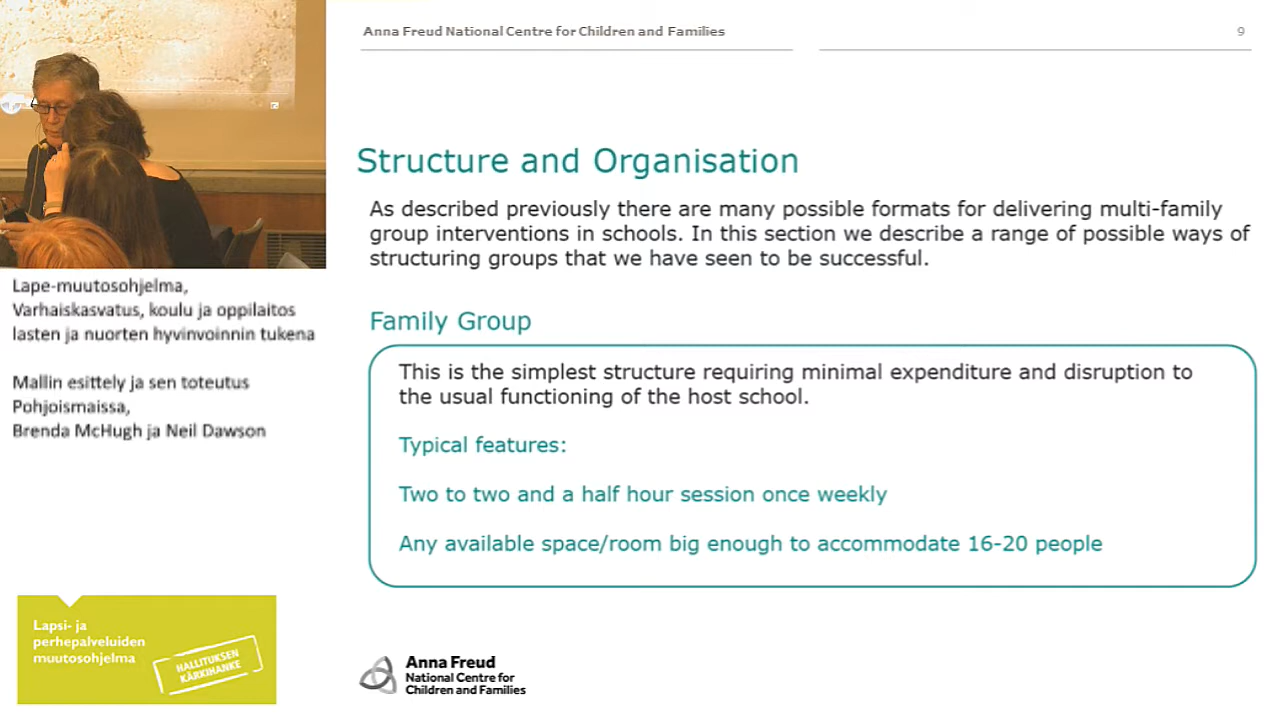 Anna Freud National Centre for Children and Families
9
Structure and Organisation
As described previously there are many possible formats for delivering multi-family
group interventions in schools. In this section we describe a range of possible ways of
structuring groups that we have seen to be successful.
Family Group
This is the simplest structure requiring minimal expenditure and disruption to
the usual functioning of the host school.
Typical features:
Two to two and a half hour session once weekly
Any available space/room big enough to accommodate 16-20 people
Lape-muutosohjelma,
Varhaiskasvatus, koulu ja oppilaitos
lasten ja nuorten hyvinvoinnin tukena
Mallin esittely ja sen toteutus
Pohjoismaissa,
Brenda McHugh ja Neil Dawson
Lapsi- ja
perhepalveluiden
muutosohjelma
HALLITUKSEN
KÄRKIHANKE
Anna Freud
National Centre for
Children and Families